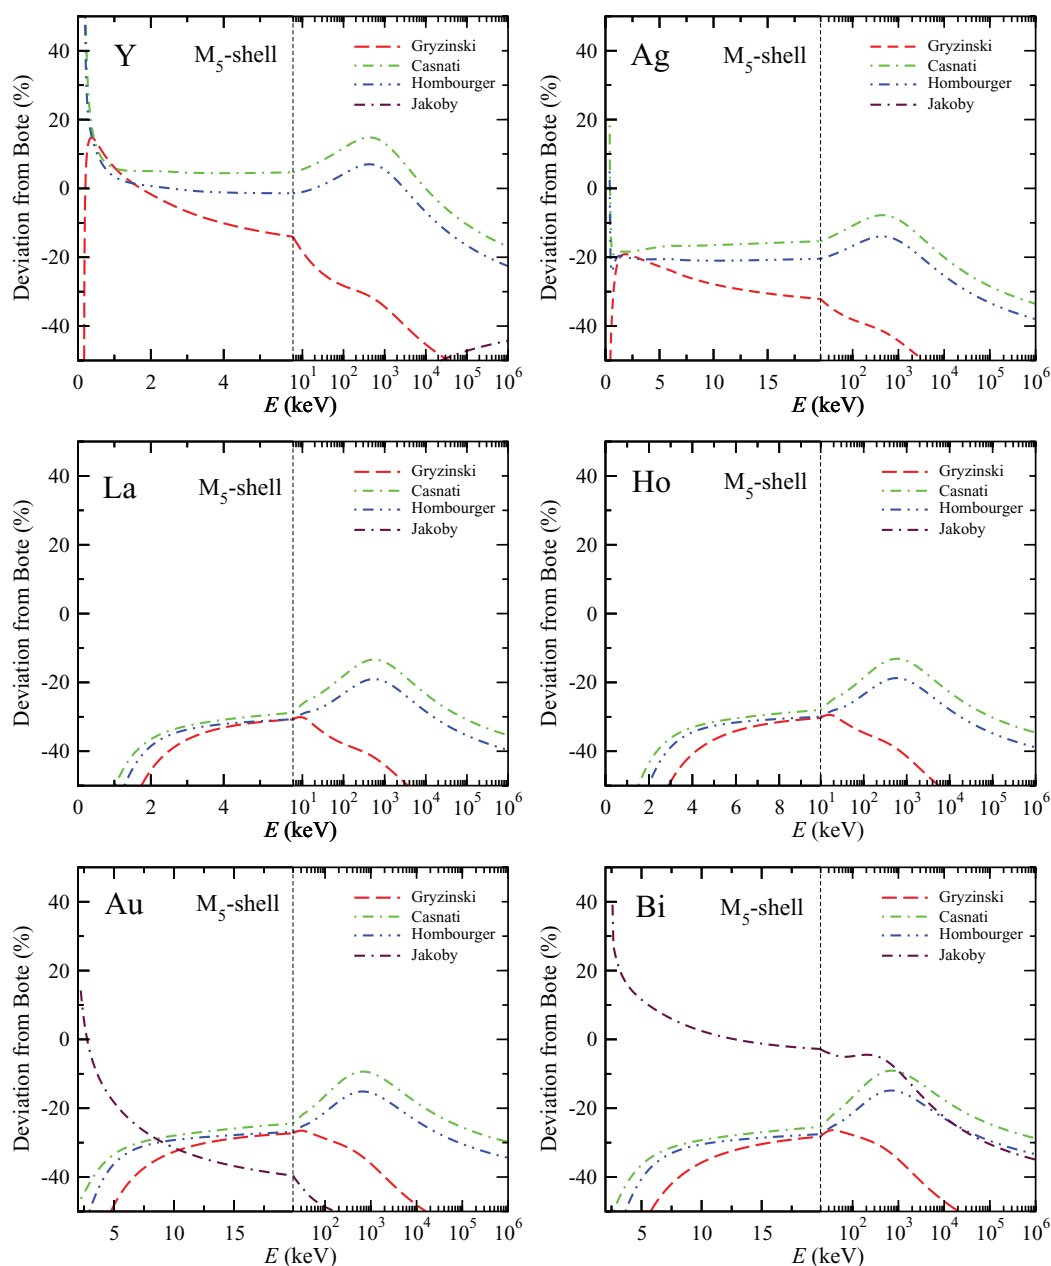 Y
M5-shell
Gryzinski
Casnati
Hombourger
Jakoby
Deviation from Bote (%)
40
20
0
-20
-40
0 2 4 10^1 10^2 10^3 10^4 10^5 10^6
E (keV)
Ag
M5-shell
Gryzinski
Casnati
Hombourger
Jakoby
Deviation from Bote (%)
40
20
0
-20
-40
0 5 10 15 10^2 10^3 10^4 10^5 10^6
E (keV)
La
M5-shell
Gryzinski
Casnati
Hombourger
Jakoby
Deviation from Bote (%)
40
20
0
-20
-40
0 2 4 10^1 10^2 10^3 10^4 10^5 10^6
E (keV)
Ho
M5-shell
Gryzinski
Casnati
Hombourger
Jakoby
Deviation from Bote (%)
40
20
0
-20
-40
0 2 4 6 8 10^1 10^2 10^3 10^4 10^5 10^6
E (keV)
Au
M5-shell
Gryzinski
Casnati
Hombourger
Jakoby
Deviation from Bote (%)
40
20
0
-20
-40
5 10 15 10^2 10^3 10^4 10^5 10^6
E (keV)
Bi
M5-shell
Gryzinski
Casnati
Hombourger
Jakoby
Deviation from Bote (%)
40
20
0
-20
-40
5 10 15 10^2 10^3 10^4 10^5 10^6
E (keV)